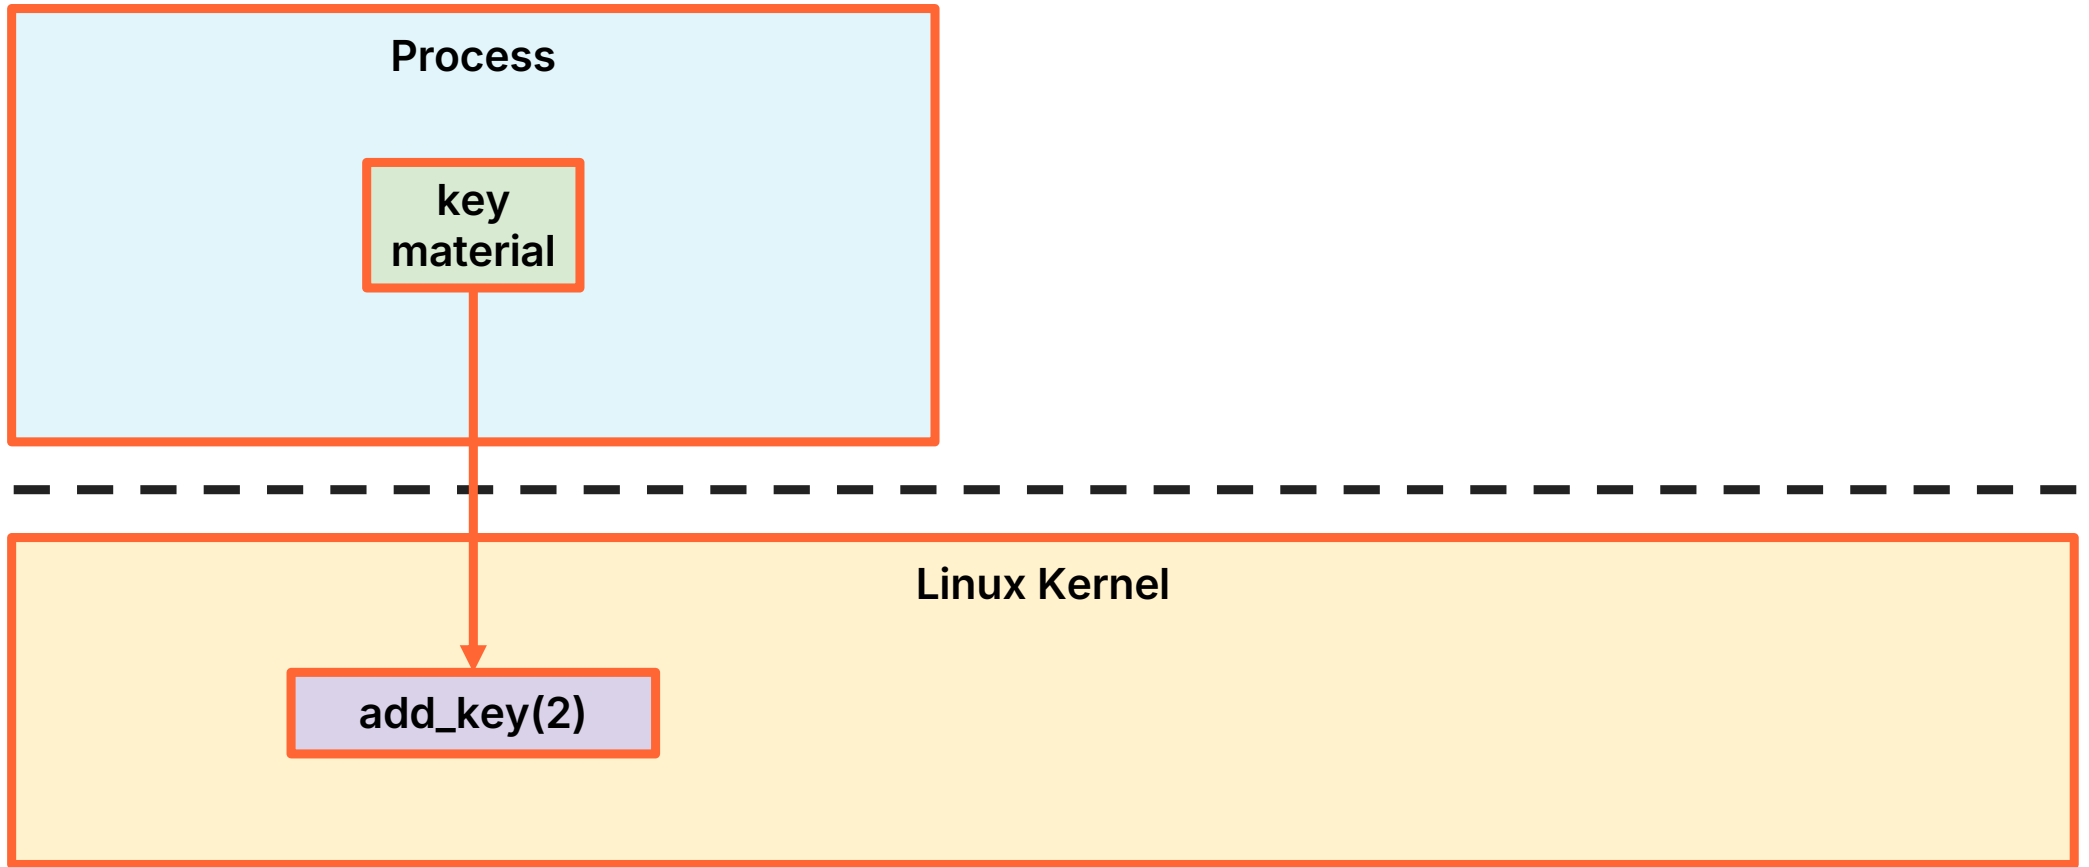 Process
key
material
Linux Kernel
add_key(2)